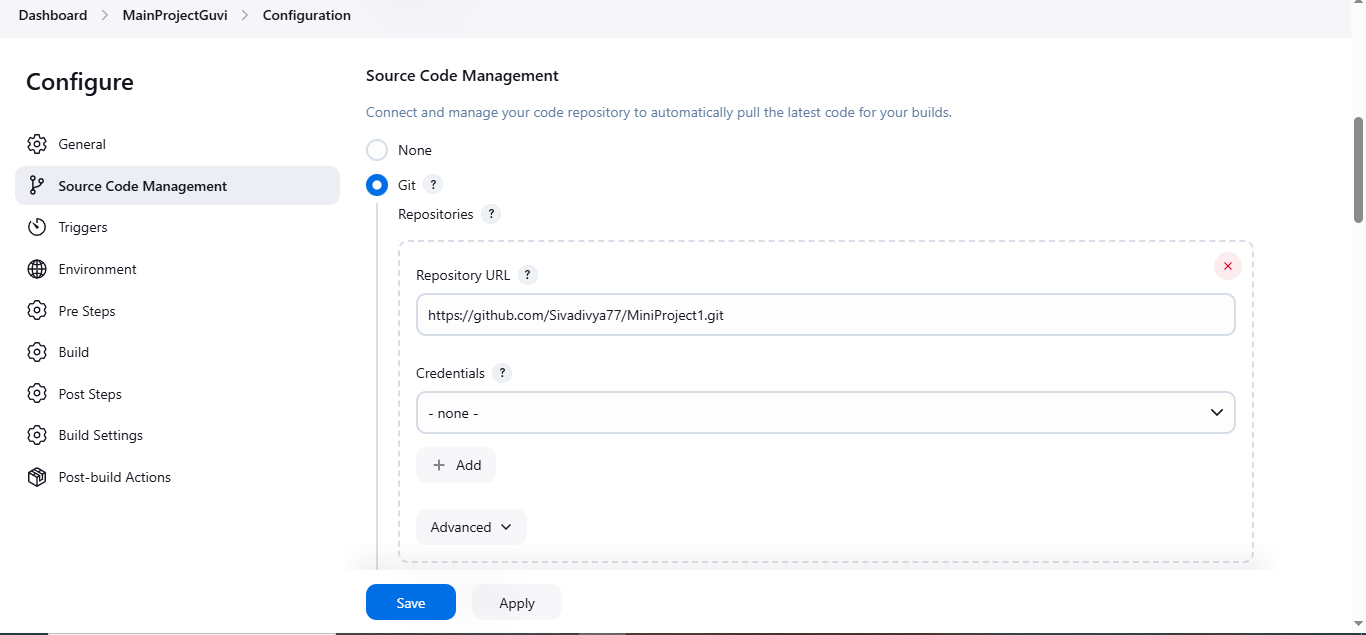 Dashboard > MainProjectGuvi > Configuration
Configure
General
Source Code Management
Triggers
Environment
Pre Steps
Build
Post Steps
Build Settings
Post-build Actions
Source Code Management
Connect and manage your code repository to automatically pull the latest code for your builds.
None
Git ?
Repositories ?
Repository URL ?
https://github.com/Sivadivya77/MiniProject1.git
Credentials ?
- none -
+ Add
Advanced
Save Apply